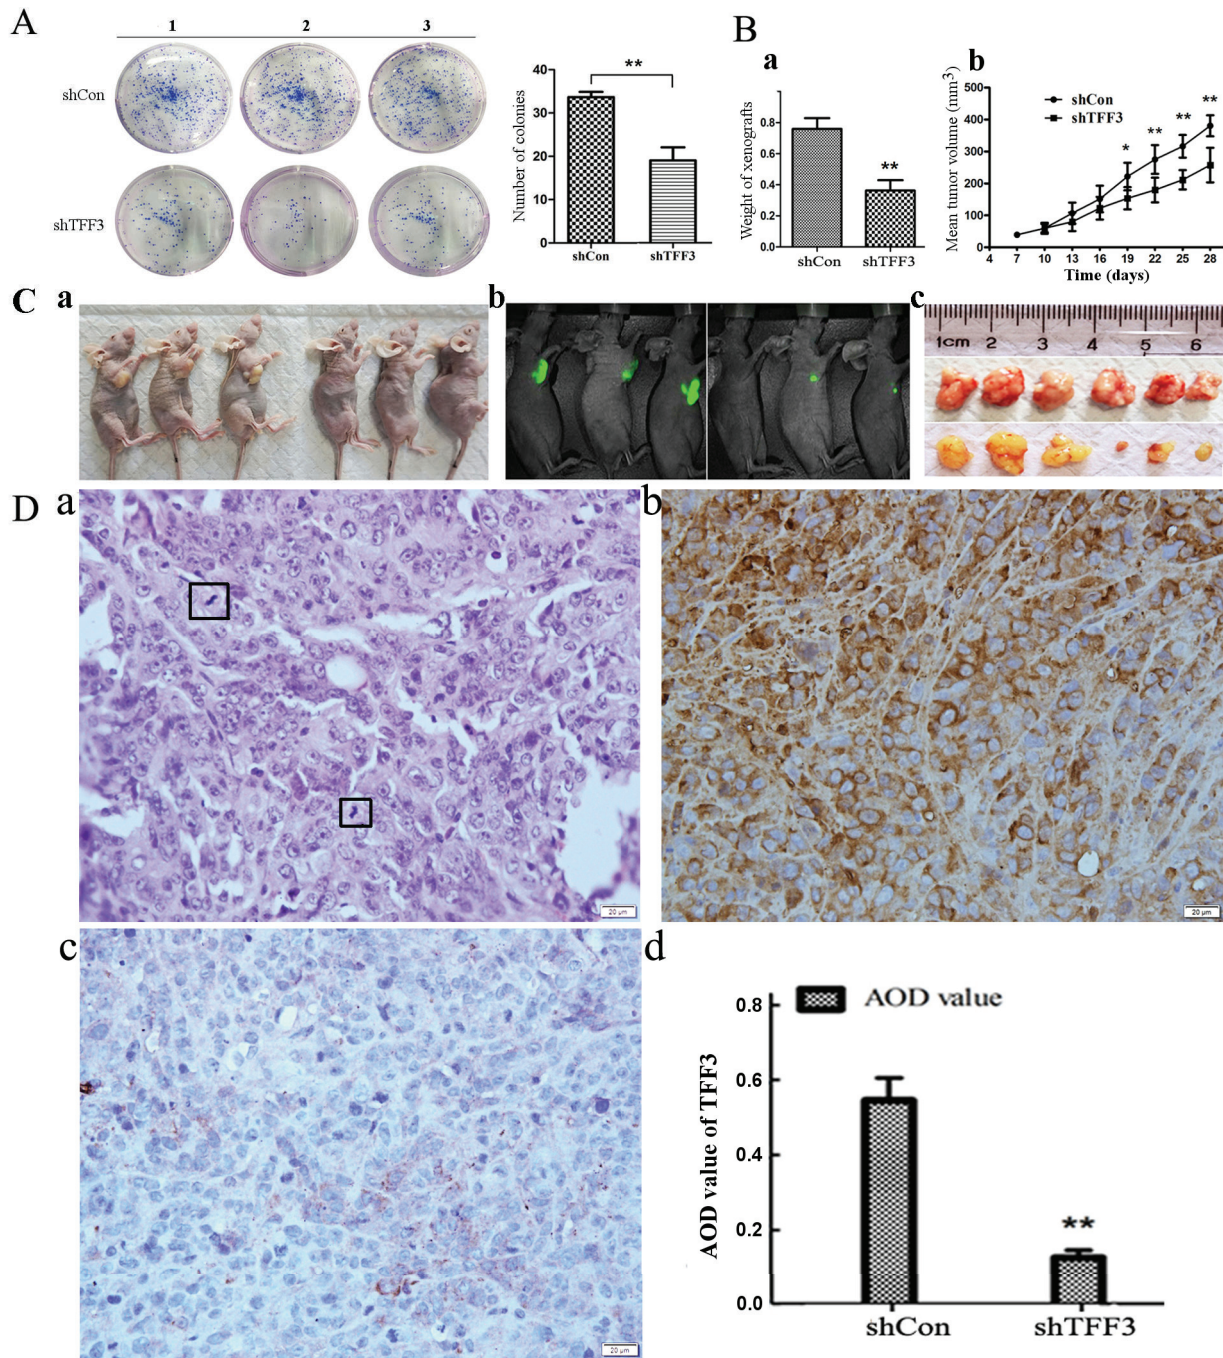 A
1 2 3
shCon
shTFF3
Number of colonies
40
30
20
10
0
**
shCon shTFF3
B
a
Weight of xenografts
0.8
0.6
0.4
0.2
0.0
**
shCon shTFF3
b
Mean tumor volume (mm3)
500
400
300
200
100
0
shCon
shTFF3
* ** ** **
4 7 10 13 16 19 22 25 28
Time (days)
C
a
b
c
1cm 2 3 4 5 6
D
a
20 µm
b
20 µm
c
20 µm
d
AOD value
AOD value of TFF3
0.8
0.6
0.4
0.2
0.0
**
shCon shTFF3